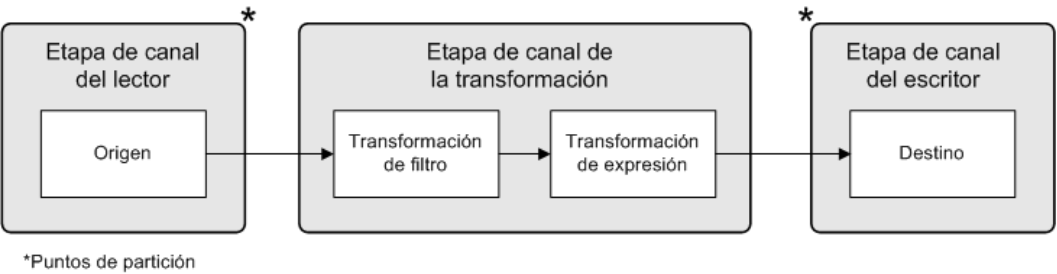 *
*
Etapa de canal
del lector
Etapa de canal de
la transformación
Etapa de canal
del escritor
Origen
Transformación
de filtro
Transformación
de expresión
Destino
*Puntos de partición